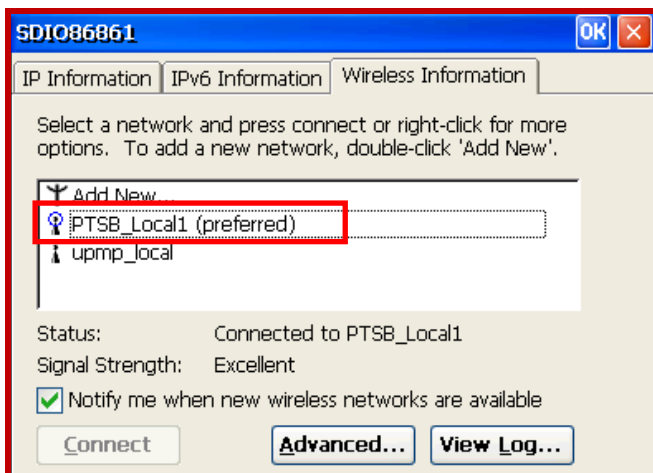 SDIO86861 OK
IP Information IPv6 Information Wireless Information
Select a network and press connect or right-click for more
options. To add a new network, double-click 'Add New'.
Add New...
PTSB_Local1 (preferred)
upmp_local
Status: Connected to PTSB_Local1
Signal Strength: Excellent
Notify me when new wireless networks are available
Connect Advanced... View Log...